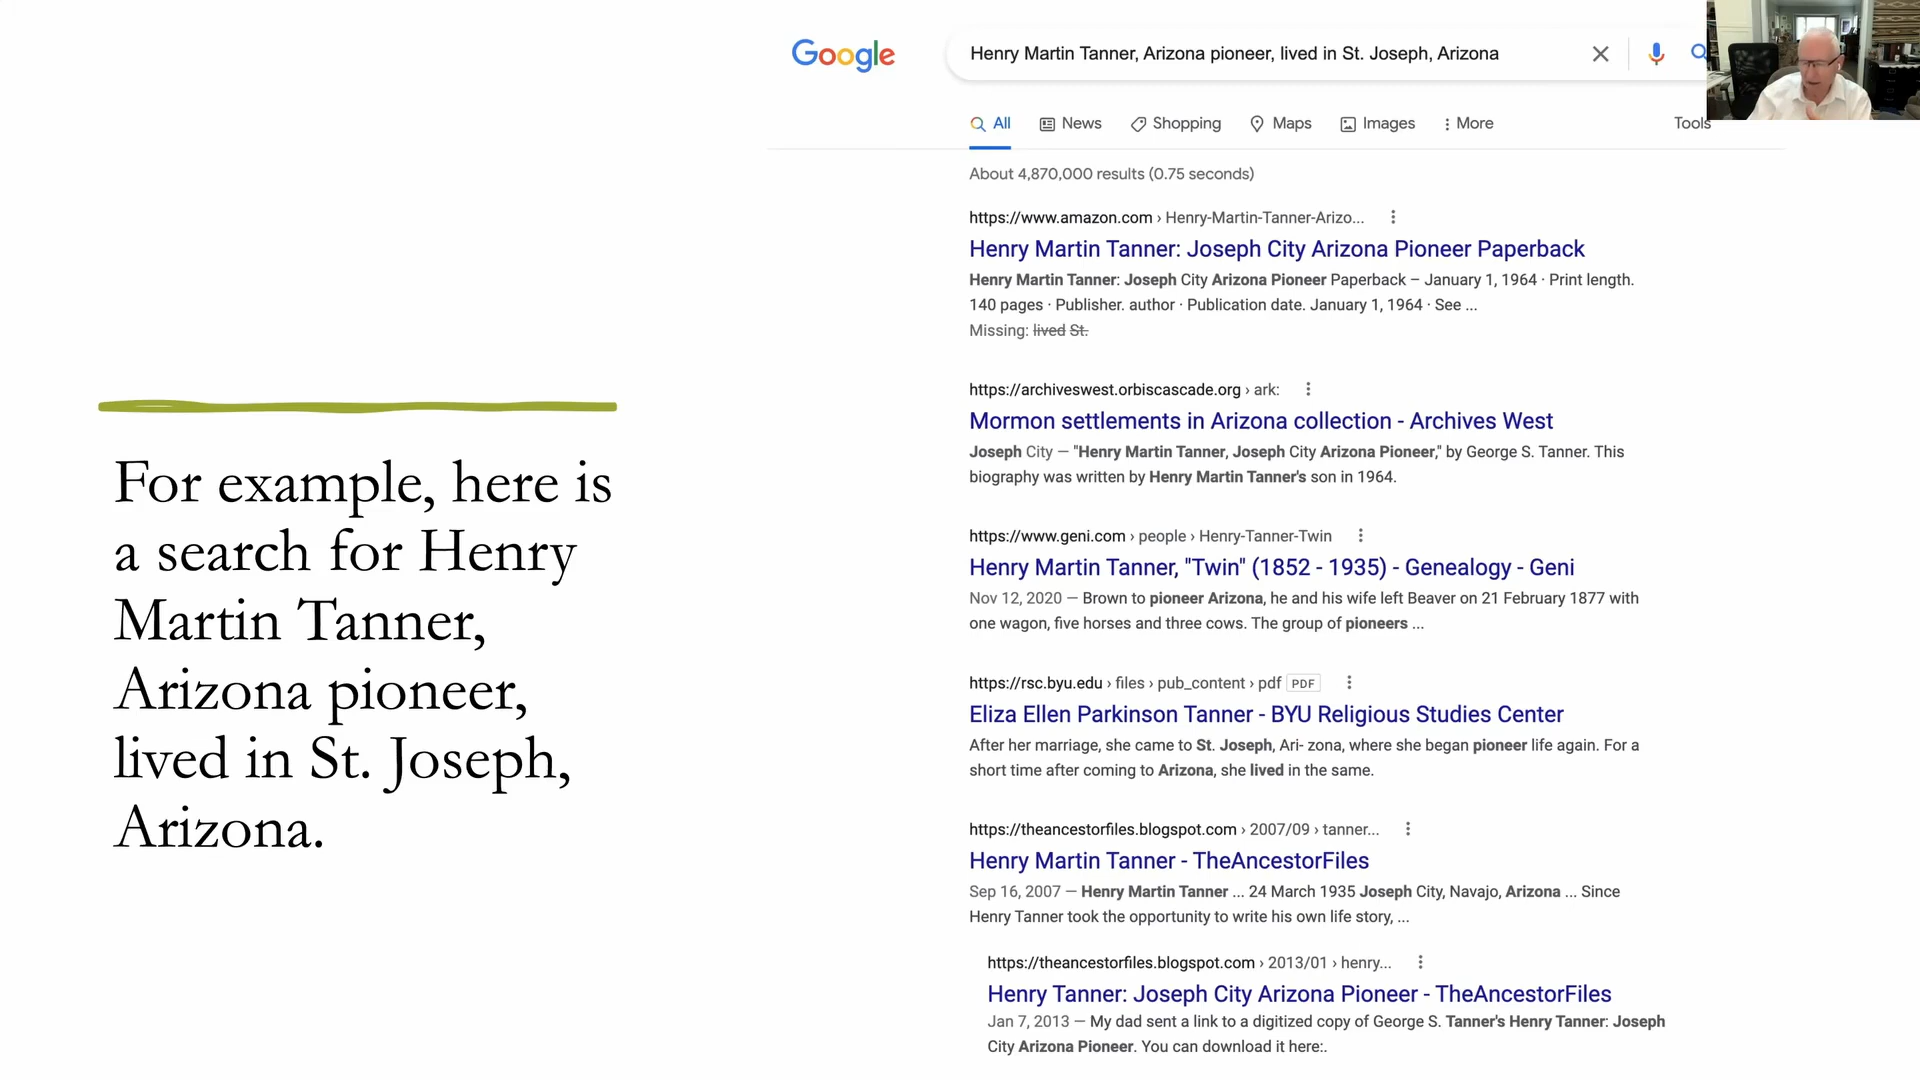 For example, here is
a search for Henry
Martin Tanner,
Arizona pioneer,
lived in St. Joseph,
Arizona.
Google
Henry Martin Tanner, Arizona pioneer, lived in St. Joseph, Arizona
All News Shopping Maps Images More Tools
About 4,870,000 results (0.75 seconds)
https://www.amazon.com › Henry-Martin-Tanner-Arizo...
Henry Martin Tanner: Joseph City Arizona Pioneer Paperback
Henry Martin Tanner: Joseph City Arizona Pioneer Paperback – January 1, 1964 · Print length.
140 pages · Publisher. author · Publication date. January 1, 1964 · See ...
Missing: lived St.
https://archiveswest.orbiscascade.org › ark:
Mormon settlements in Arizona collection - Archives West
Joseph City — "Henry Martin Tanner, Joseph City Arizona Pioneer," by George S. Tanner. This
biography was written by Henry Martin Tanner's son in 1964.
https://www.geni.com › people › Henry-Tanner-Twin
Henry Martin Tanner, "Twin" (1852 - 1935) - Genealogy - Geni
Nov 12, 2020 — Brown to pioneer Arizona, he and his wife left Beaver on 21 February 1877 with
one wagon, five horses and three cows. The group of pioneers ...
https://rsc.byu.edu › files › pub_content › pdf PDF
Eliza Ellen Parkinson Tanner - BYU Religious Studies Center
After her marriage, she came to St. Joseph, Ari- zona, where she began pioneer life again. For a
short time after coming to Arizona, she lived in the same.
https://theancestorfiles.blogspot.com › 2007/09 › tanner...
Henry Martin Tanner - TheAncestorFiles
Sep 16, 2007 — Henry Martin Tanner ... 24 March 1935 Joseph City, Navajo, Arizona ... Since
Henry Tanner took the opportunity to write his own life story, ...
https://theancestorfiles.blogspot.com › 2013/01 › henry...
Henry Tanner: Joseph City Arizona Pioneer - TheAncestorFiles
Jan 7, 2013 — My dad sent a link to a digitized copy of George S. Tanner's Henry Tanner: Joseph
City Arizona Pioneer. You can download it here:.